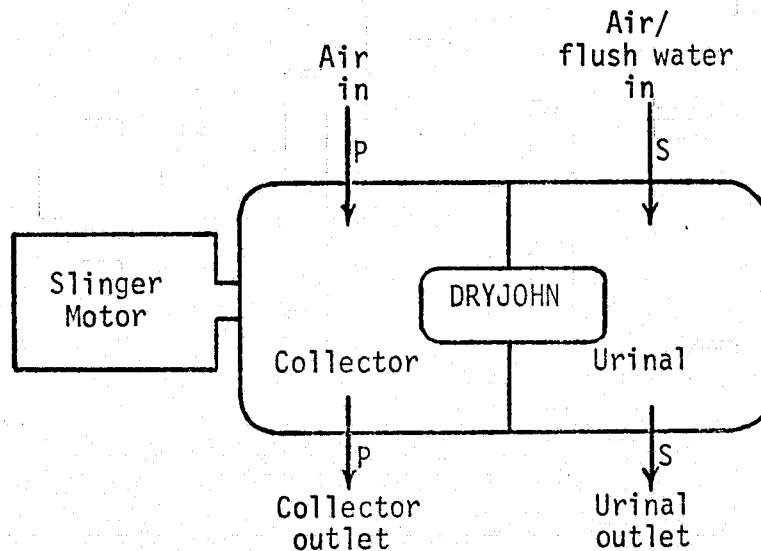 Air
in
Air/
flush water
in
P
S
Slinger
Motor
DRYJOHN
Collector
Urinal
P
S
Collector
outlet
Urinal
outlet